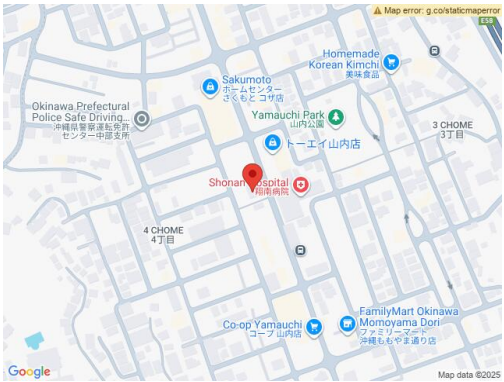 Map error: g.co/staticmaperror
E58
Homemade
Korean Kimchi
美味食品
Sakumoto
ホームセンター
さくもと コザ店
Okinawa Prefectural
Police Safe Driving...
沖縄県警察運転免許
センター中部支所
Yamauchi Park
山内公園
3 CHOME
3丁目
トーエイ山内店
Shonan Hospital
翔南病院
4 CHOME
4丁目
Co-op Yamauchi
コープ 山内店
FamilyMart Okinawa
Momoyama Dori
ファミリーマート
沖縄ももやま通り店
Google
Map data ©2025